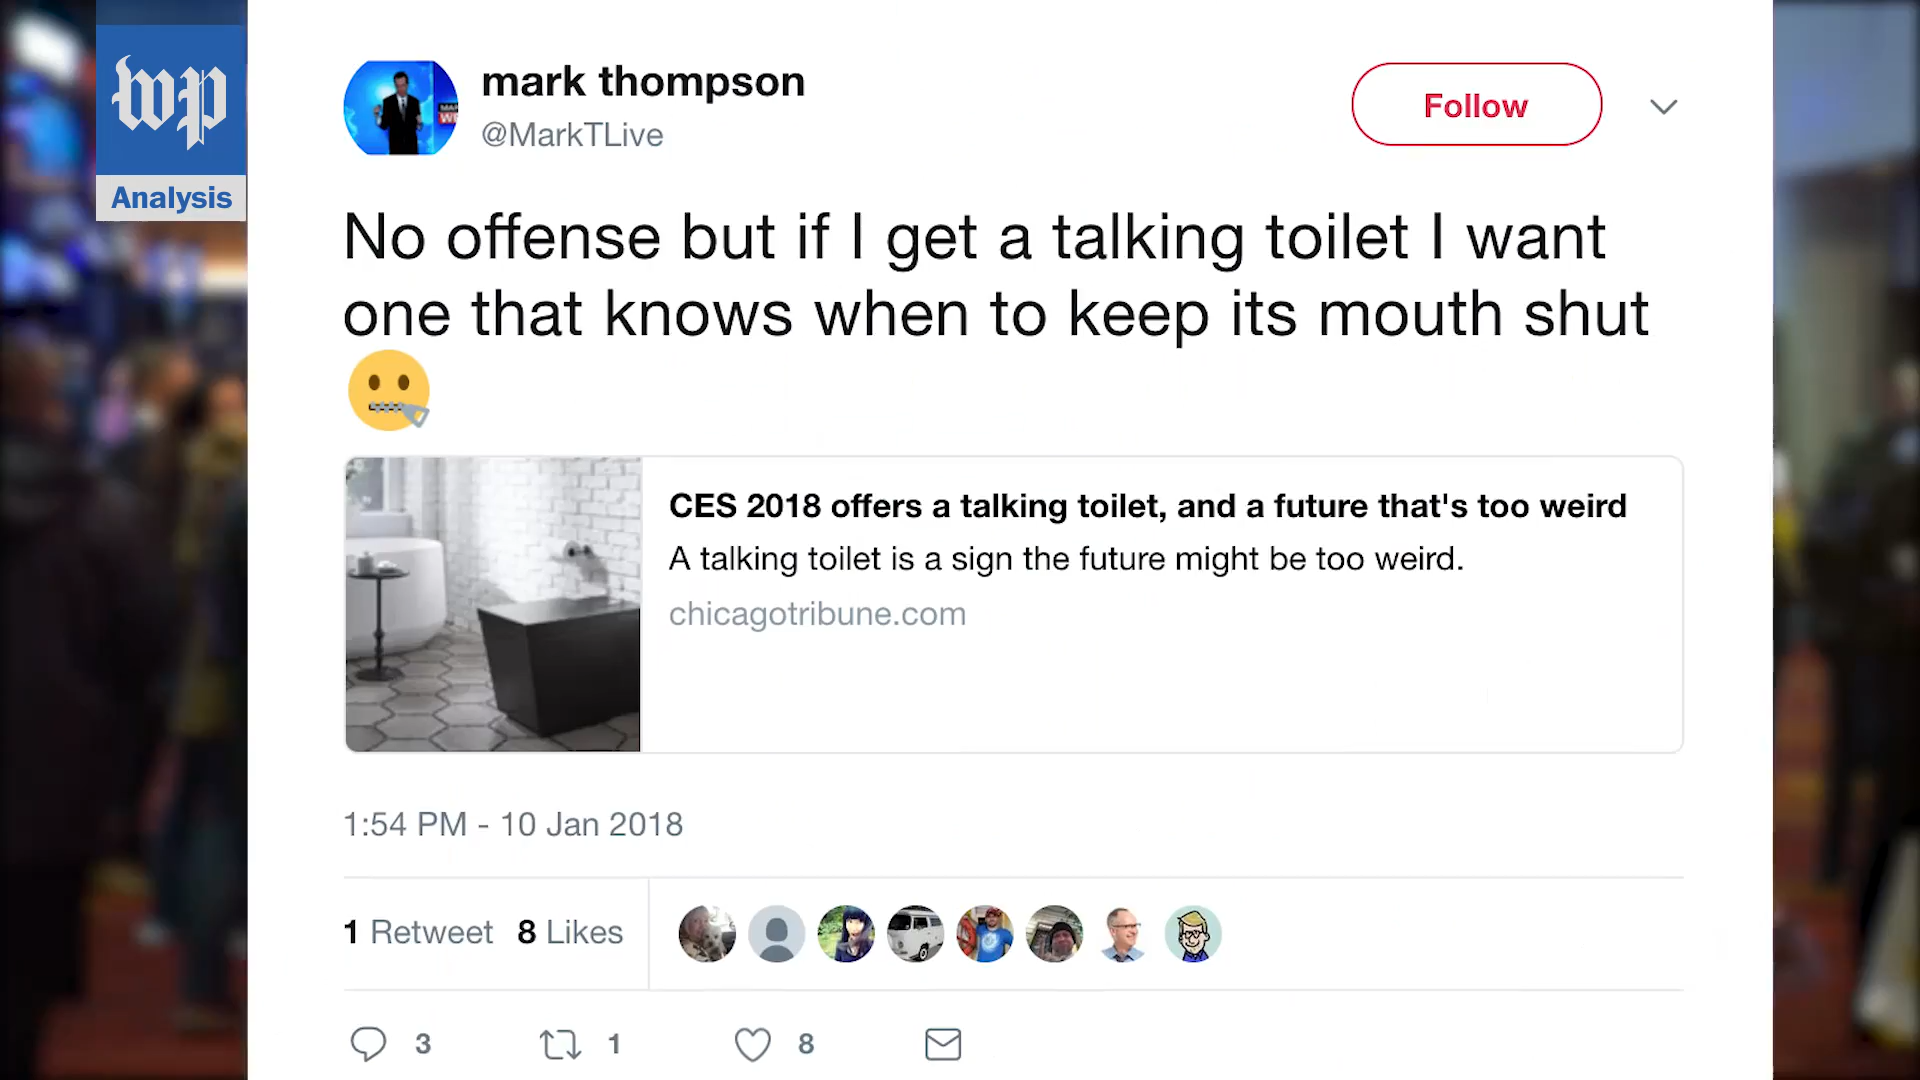 wp
Analysis
mark thompson
@MarkTLive
Follow
No offense but if I get a talking toilet I want
one that knows when to keep its mouth shut
CES 2018 offers a talking toilet, and a future that's too weird
A talking toilet is a sign the future might be too weird.
chicagotribune.com
1:54 PM - 10 Jan 2018
1 Retweet 8 Likes
3 1 8